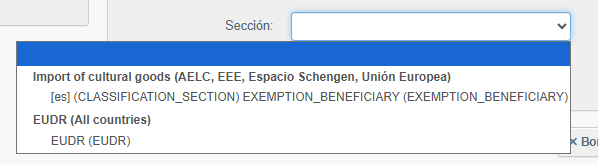 Sección:
Import of cultural goods (AELC, EEE, Espacio Schengen, Unión Europea)
[es] (CLASSIFICATION_SECTION) EXEMPTION_BENEFICIARY (EXEMPTION_BENEFICIARY)
EUDR (All countries)
EUDR (EUDR)
× Bor